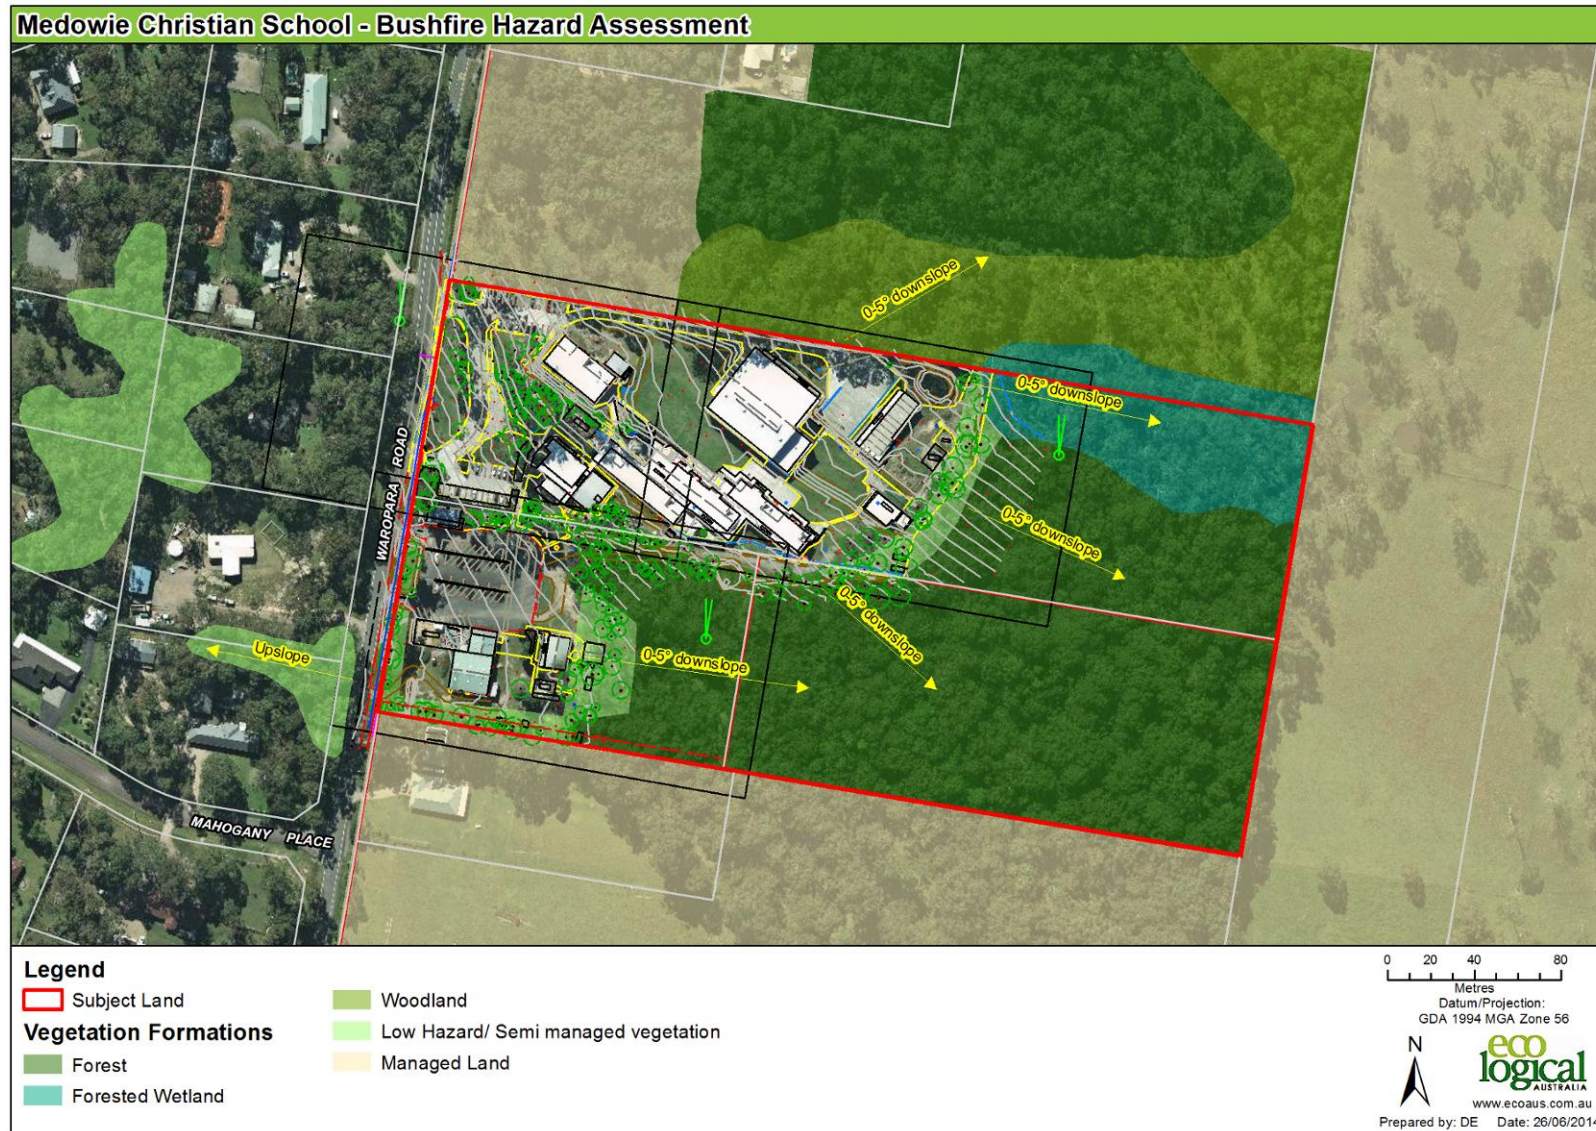 Medowie Christian School - Bushfire Hazard Assessment
0-5° downslope
0-5° downslope
WAROPARA ROAD
0-5° downslope
0-5° downslope
Upslope
0-5° downslope
MAHOGANY PLACE
Legend
Subject Land
Vegetation Formations
Forest
Forested Wetland
Woodland
Low Hazard/ Semi managed vegetation
Managed Land
0 20 40 80
Metres
Datum/Projection:
GDA 1994 MGA Zone 56
N
eco
logical
AUSTRALIA
www.ecoaus.com.au
Prepared by: DE Date: 26/06/2014